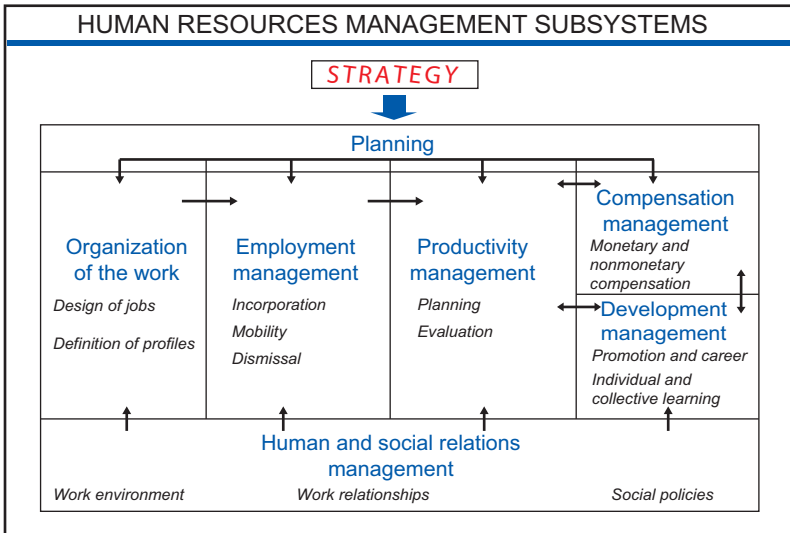 HUMAN RESOURCES MANAGEMENT SUBSYSTEMS
STRATEGY
Planning
Organization
of the work
Design of jobs
Definition of profiles
Employment
management
Incorporation
Mobility
Dismissal
Productivity
management
Planning
Evaluation
Compensation
management
Monetary and
nonmonetary
compensation
Development
management
Promotion and career
Individual and
collective learning
Human and social relations
management
Work environment
Work relationships
Social policies